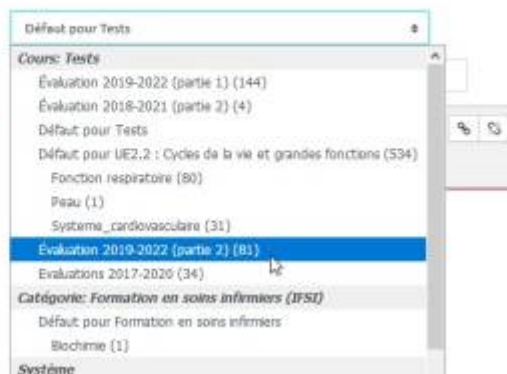 Défaut pour Tests
Cours: Tests
Évaluation 2019-2022 (partie 1) (144)
Évaluation 2018-2021 (partie 2) (4)
Défaut pour Tests
Défaut pour UE2.2 : Cycles de la vie et grandes fonctions (534)
Fonction respiratoire (80)
Peau (1)
Systeme_cardiovasculaire (31)
Évaluation 2019-2022 (partie 2) (81)
Evaluations 2017-2020 (34)
Catégorie: Formation en soins infirmiers (IFSI)
Défaut pour Formation en soins infirmiers
Biochimie (1)
Système